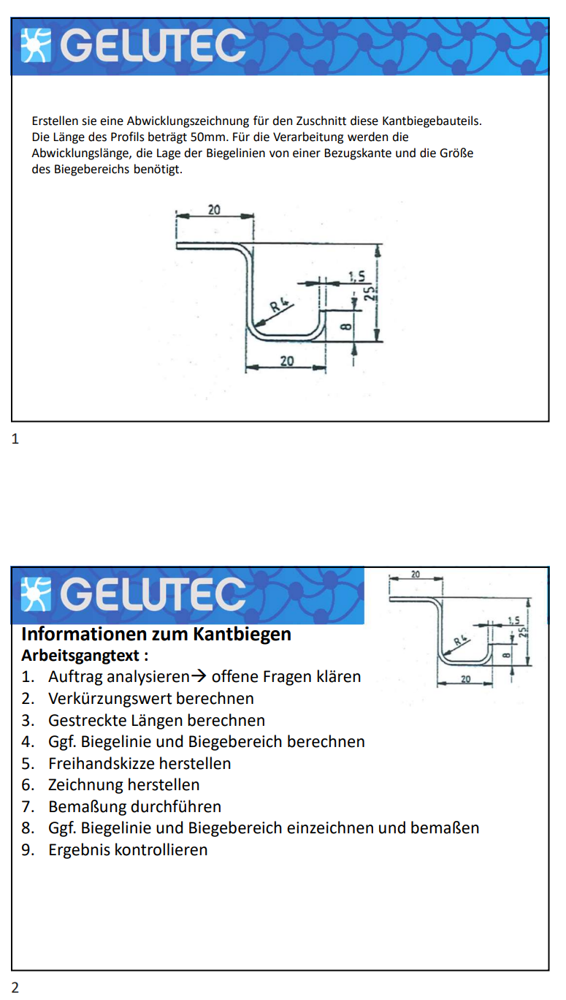 GELUTEC
Erstellen sie eine Abwicklungszeichnung für den Zuschnitt diese Kantbiegebauteils.
Die Länge des Profils beträgt 50mm. Für die Verarbeitung werden die
Abwicklungslänge, die Lage der Biegelinien von einer Bezugskante und die Größe
des Biegebereichs benötigt.
20
1,5
25
R4
8
20
1
GELUTEC
20
1,5
25
R4
8
20
Informationen zum Kantbiegen
Arbeitsgangtext :
1. Auftrag analysieren→ offene Fragen klären
2. Verkürzungswert berechnen
3. Gestreckte Längen berechnen
4. Ggf. Biegelinie und Biegebereich berechnen
5. Freihandskizze herstellen
6. Zeichnung herstellen
7. Bemaßung durchführen
8. Ggf. Biegelinie und Biegebereich einzeichnen und bemaßen
9. Ergebnis kontrollieren
2